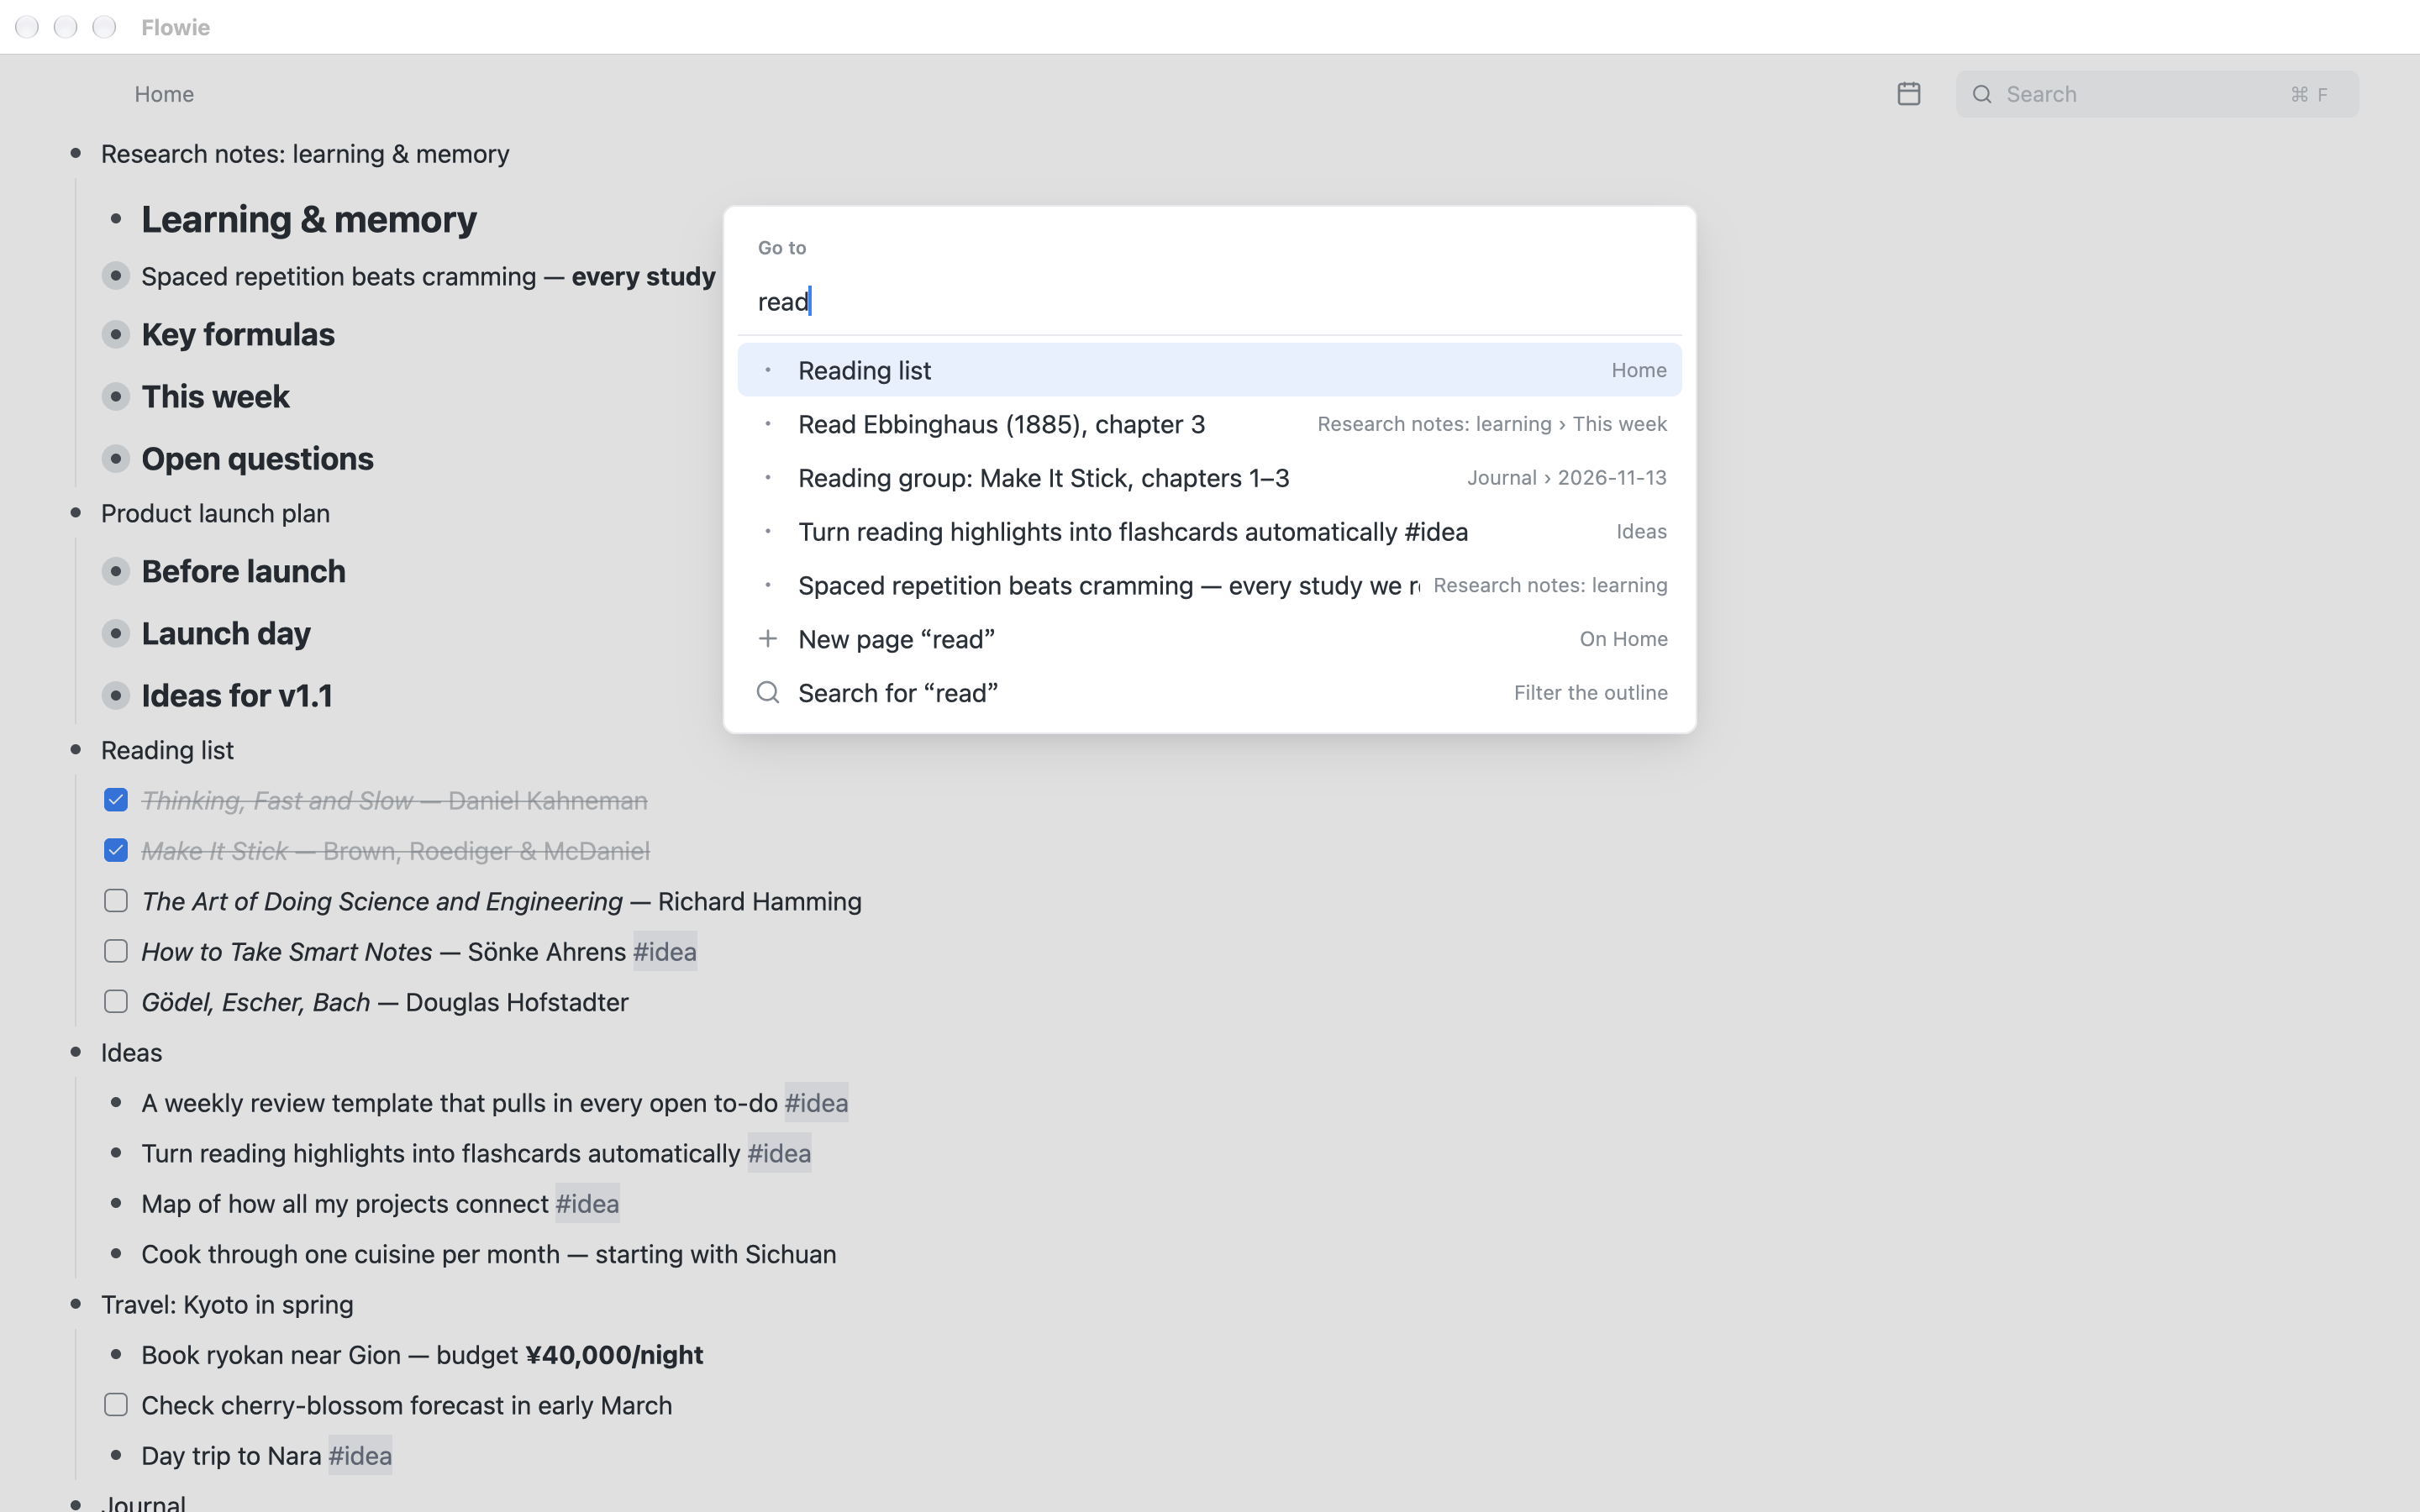 Flowie
Home
Search ⌘ F
Research notes: learning & memory
Learning & memory
Spaced repetition beats cramming — every study
Key formulas
This week
Open questions
Product launch plan
Before launch
Launch day
Ideas for v1.1
Reading list
Thinking, Fast and Slow — Daniel Kahneman
Make It Stick — Brown, Roediger & McDaniel
The Art of Doing Science and Engineering — Richard Hamming
How to Take Smart Notes — Sönke Ahrens #idea
Gödel, Escher, Bach — Douglas Hofstadter
Ideas
A weekly review template that pulls in every open to-do #idea
Turn reading highlights into flashcards automatically #idea
Map of how all my projects connect #idea
Cook through one cuisine per month — starting with Sichuan
Travel: Kyoto in spring
Book ryokan near Gion — budget ¥40,000/night
Check cherry-blossom forecast in early March
Day trip to Nara #idea
Journal
Go to
read
Reading list Home
Read Ebbinghaus (1885), chapter 3 Research notes: learning › This week
Reading group: Make It Stick, chapters 1–3 Journal › 2026-11-13
Turn reading highlights into flashcards automatically #idea Ideas
Spaced repetition beats cramming — every study we Research notes: learning
New page “read” On Home
Search for “read” Filter the outline